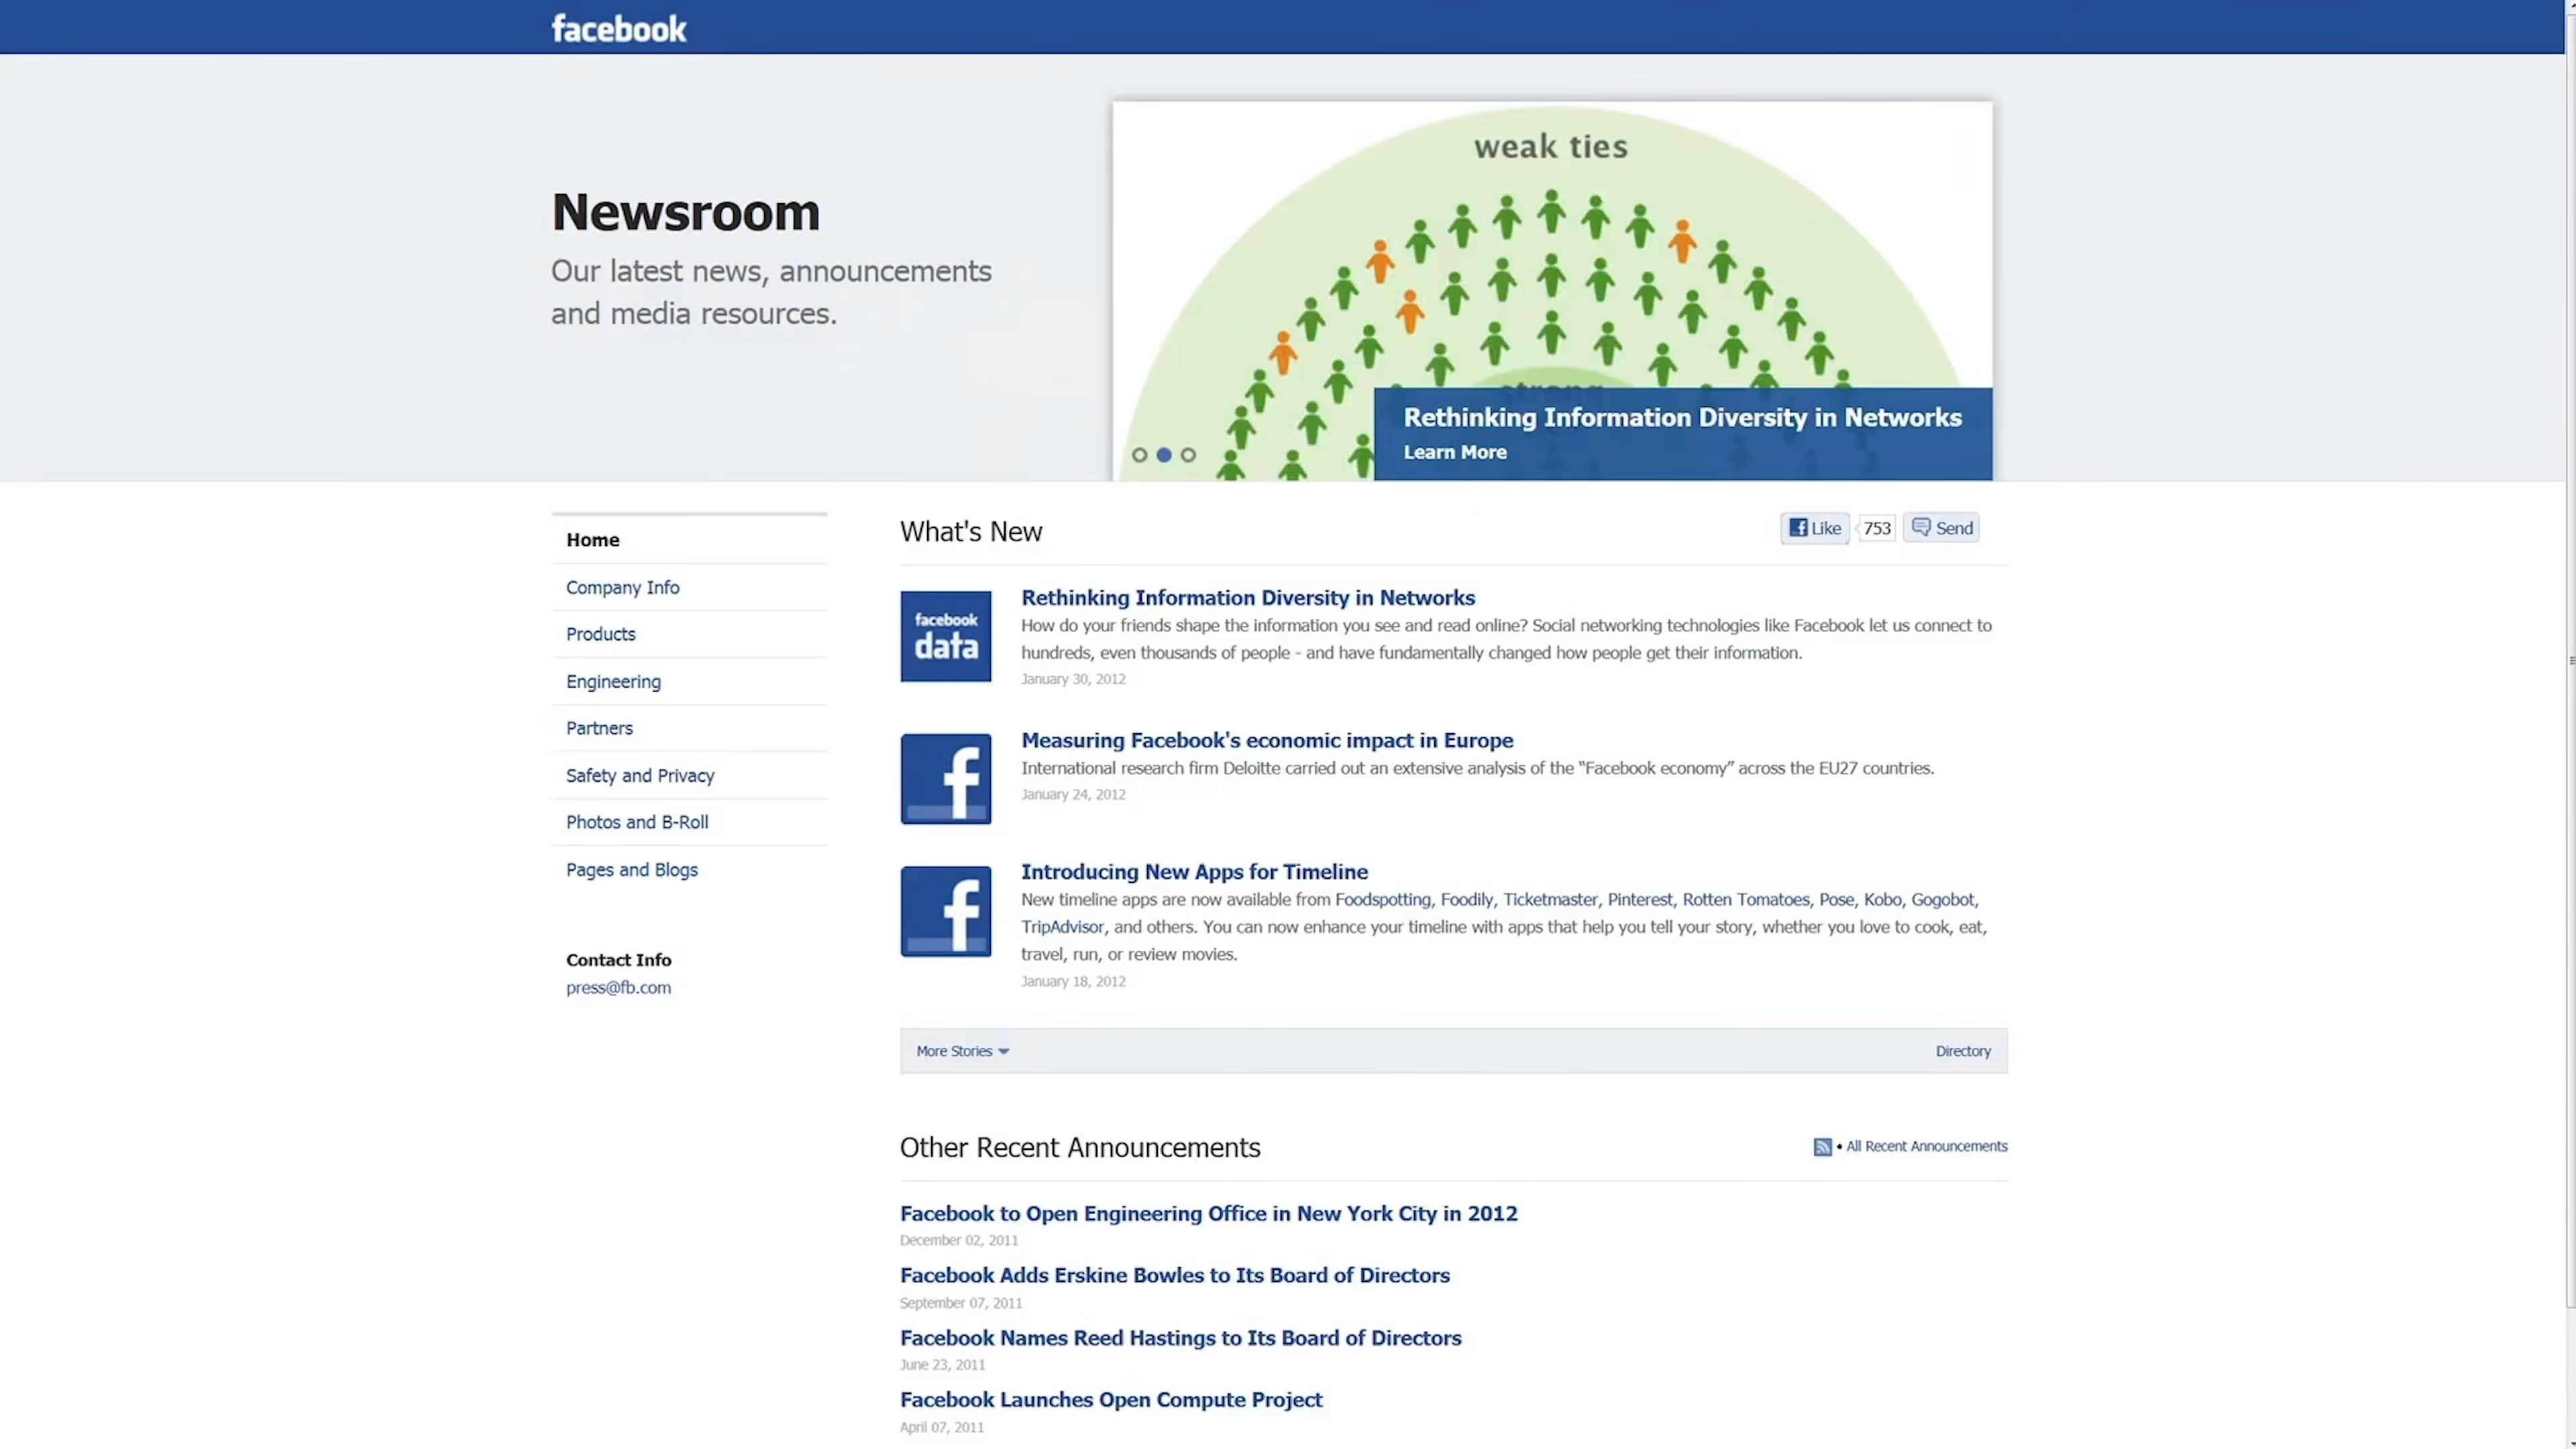 facebook
Newsroom
Our latest news, announcements
and media resources.
weak ties
strong
Rethinking Information Diversity in Networks
Learn More
Home
Company Info
Products
Engineering
Partners
Safety and Privacy
Photos and B-Roll
Pages and Blogs
Contact Info
press@fb.com
What's New
Like 753 Send
facebook
data
Rethinking Information Diversity in Networks
How do your friends shape the information you see and read online? Social networking technologies like Facebook let us connect to
hundreds, even thousands of people - and have fundamentally changed how people get their information.
January 30, 2012
Measuring Facebook's economic impact in Europe
International research firm Deloitte carried out an extensive analysis of the “Facebook economy” across the EU27 countries.
January 24, 2012
Introducing New Apps for Timeline
New timeline apps are now available from Foodspotting, Foodily, Ticketmaster, Pinterest, Rotten Tomatoes, Pose, Kobo, Gogobot,
TripAdvisor, and others. You can now enhance your timeline with apps that help you tell your story, whether you love to cook, eat,
travel, run, or review movies.
January 18, 2012
More Stories
Directory
Other Recent Announcements
• All Recent Announcements
Facebook to Open Engineering Office in New York City in 2012
December 02, 2011
Facebook Adds Erskine Bowles to Its Board of Directors
September 07, 2011
Facebook Names Reed Hastings to Its Board of Directors
June 23, 2011
Facebook Launches Open Compute Project
April 07, 2011